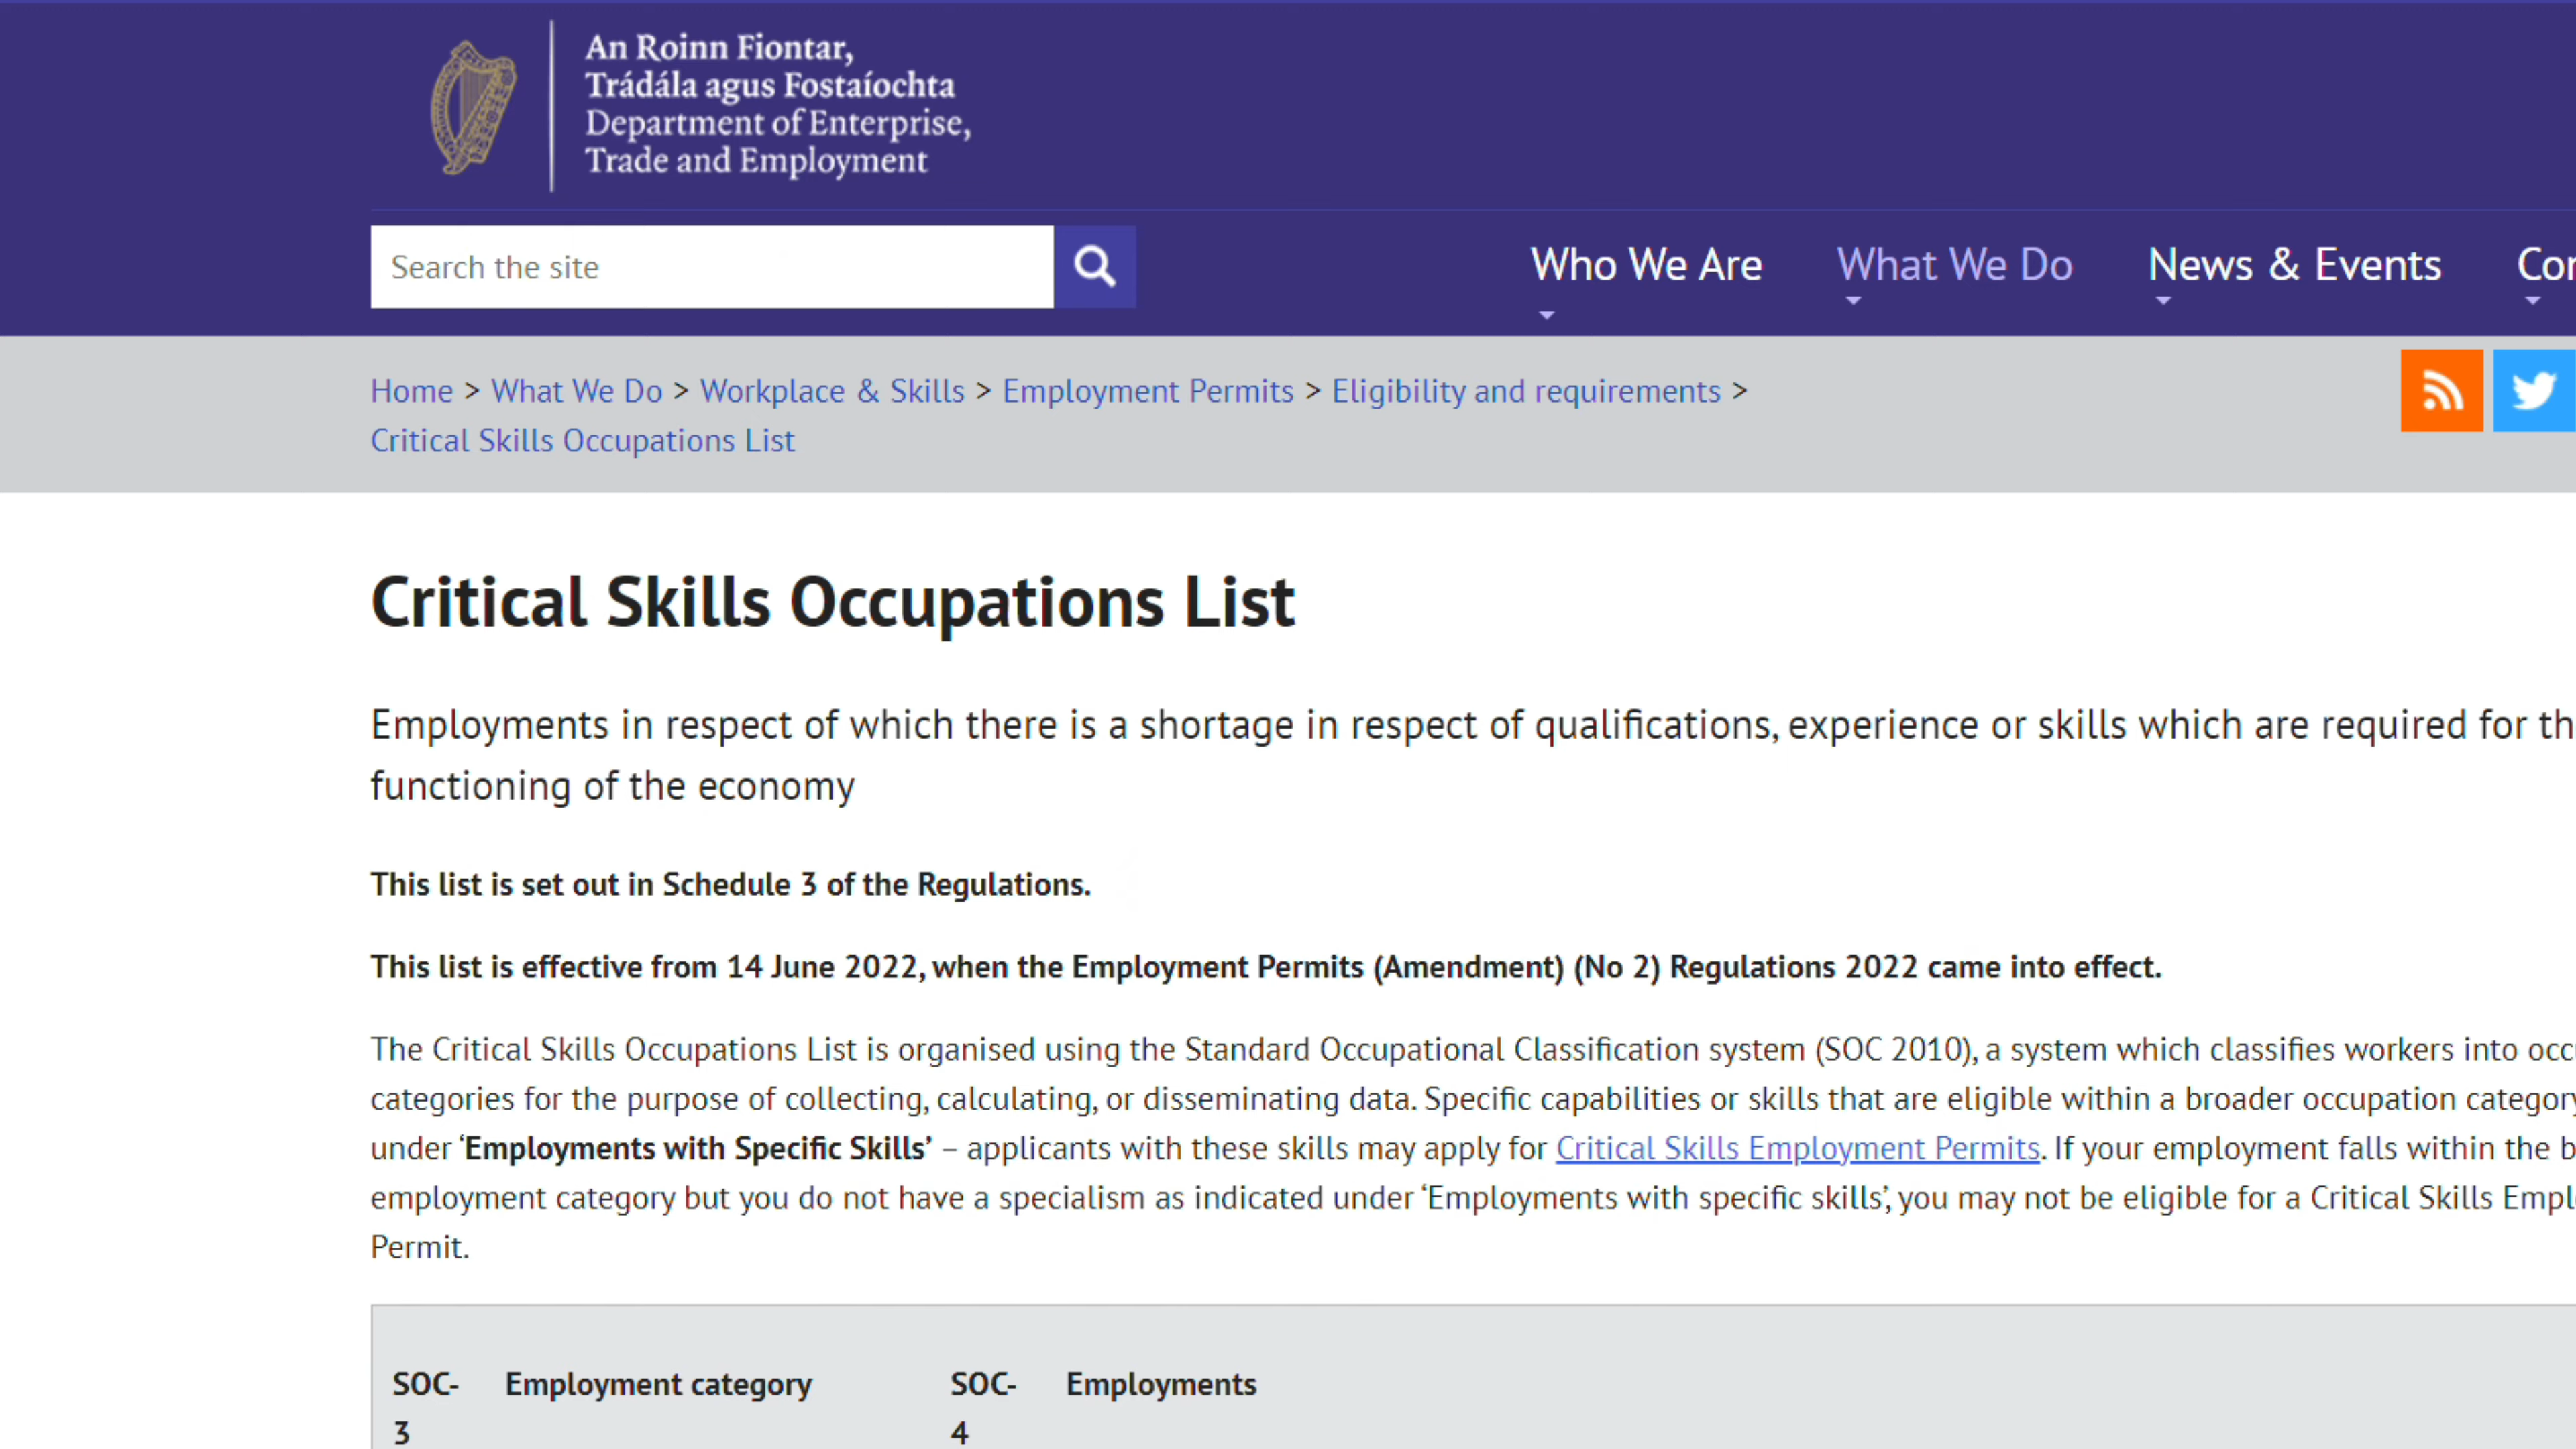 An Roinn Fiontar,
Trádála agus Fostaíochta
Department of Enterprise,
Trade and Employment
Search the site
Who We Are
What We Do
News & Events
Home > What We Do > Workplace & Skills > Employment Permits > Eligibility and requirements >
Critical Skills Occupations List
Critical Skills Occupations List
Employments in respect of which there is a shortage in respect of qualifications, experience or skills which are required for
functioning of the economy
This list is set out in Schedule 3 of the Regulations.
This list is effective from 14 June 2022, when the Employment Permits (Amendment) (No 2) Regulations 2022 came into effect.
The Critical Skills Occupations List is organised using the Standard Occupational Classification system (SOC 2010), a system which classifies workers into
categories for the purpose of collecting, calculating, or disseminating data. Specific capabilities or skills that are eligible within a broader occupation category
under ‘Employments with Specific Skills’ – applicants with these skills may apply for Critical Skills Employment Permits. If your employment falls within the
employment category but you do not have a specialism as indicated under ‘Employments with specific skills’, you may not be eligible for a Critical Skills
Permit.
SOC-3
Employment category
SOC-4
Employments